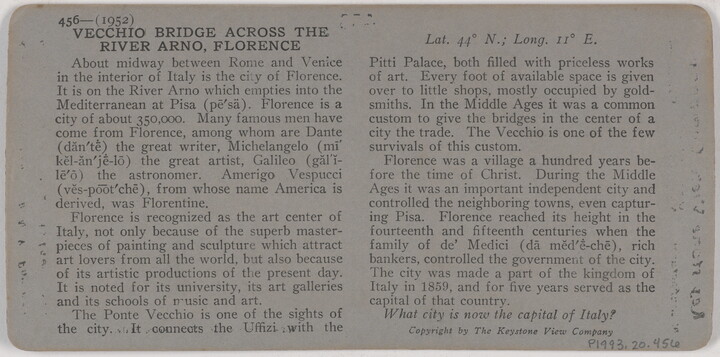 456—(1952)
VECCHIO BRIDGE ACROSS THE
RIVER ARNO, FLORENCE
About midway between Rome and Venice
in the interior of Italy is the city of Florence.
It is on the River Arno which empties into the
Mediterranean at Pisa (pē′sä). Florence is a
city of about 350,000. Many famous men have
come from Florence, among whom are Dante
(dăn′tē̂) the great writer, Michelangelo (mī′
kĕl-ăn′jē̂-lō) the great artist, Galileo (găl′ĭ-
lē′ō) the astronomer. Amerigo Vespucci
(vĕs-po͞ot′chē), from whose name America is
derived, was Florentine.
Florence is recognized as the art center of
Italy, not only because of the superb master-
pieces of painting and sculpture which attract
art lovers from all the world, but also because
of its artistic productions of the present day.
It is noted for its university, its art galleries
and its schools of music and art.
The Ponte Vecchio is one of the sights of
the city. It connects the Uffizi with the
Lat. 44° N.; Long. 11° E.
Pitti Palace, both filled with priceless works
of art. Every foot of available space is given
over to little shops, mostly occupied by gold-
smiths. In the Middle Ages it was a common
custom to give the bridges in the center of a
city the trade. The Vecchio is one of the few
survivals of this custom.
Florence was a village a hundred years be-
fore the time of Christ. During the Middle
Ages it was an important independent city and
controlled the neighboring towns, even captur-
ing Pisa. Florence reached its height in the
fourteenth and fifteenth centuries when the
family of de' Medici (dā mĕd′ē̂-chē), rich
bankers, controlled the government of the city.
The city was made a part of the kingdom of
Italy in 1859, and for five years served as the
capital of that country.
What city is now the capital of Italy?
Copyright by The Keystone View Company
P1993.20.456